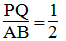 PQ/AB = 1/2